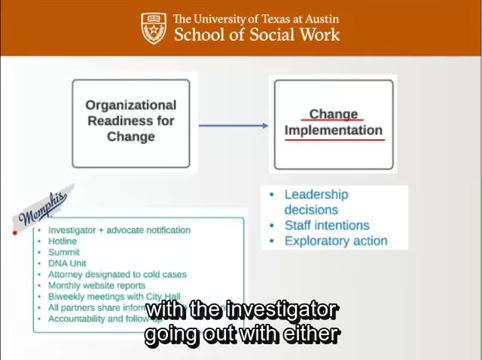 The University of Texas at Austin
School of Social Work
Organizational
Readiness for
Change
Change
Implementation
Leadership
decisions
Staff intentions
Exploratory action
Memphis
Investigator + advocate notification
Hotline
Summit
DNA Unit
Attorney designated to cold cases
Monthly website reports
Biweekly meetings with City Hall
All partners share
Accountability and follow
with the investigator
going out with either